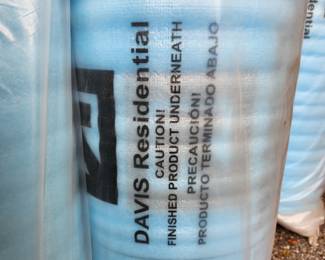 DAVIS Residential
CAUTION!
FINISHED PRODUCT UNDERNEATH
PRECAUCIÓN!
PRODUCTO TERMINADO ABAJO